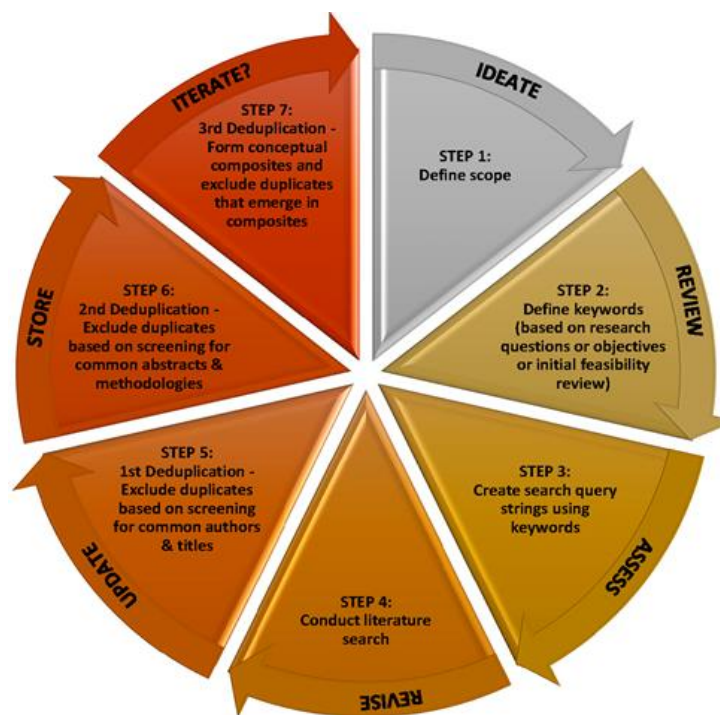 IDEATE
STEP 1:
Define scope
REVIEW
STEP 2:
Define keywords
(based on research
questions or objectives
or initial feasibility
review)
ASSESS
STEP 3:
Create search query
strings using
keywords
REVISE
STEP 4:
Conduct literature
search
UPDATE
STEP 5:
1st Deduplication -
Exclude duplicates
based on screening
for common authors
& titles
STORE
STEP 6:
2nd Deduplication -
Exclude duplicates
based on screening for
common abstracts &
methodologies
ITERATE?
STEP 7:
3rd Deduplication -
Form conceptual
composites and
exclude duplicates
that emerge in
composites